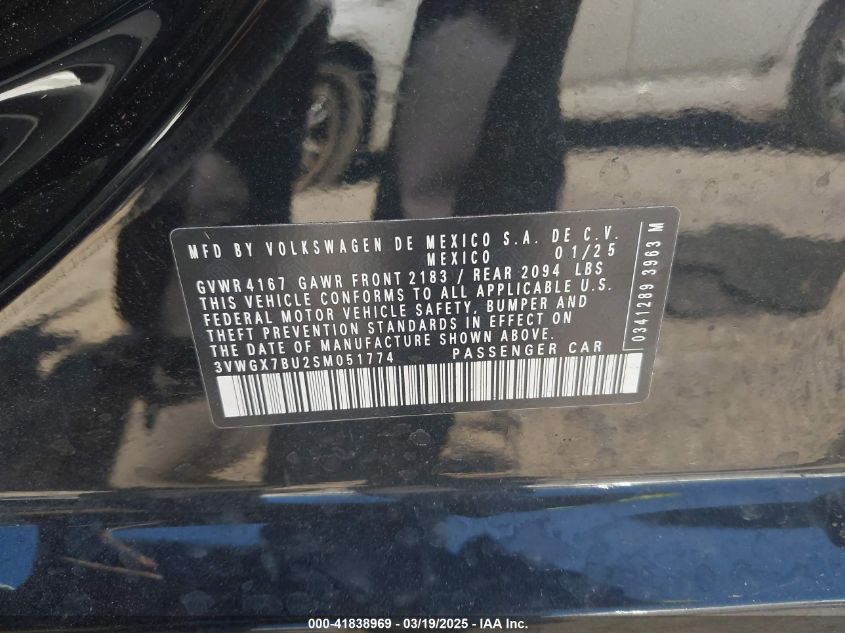 MFD BY VOLKSWAGEN DE MEXICO S.A. DE C.V.
MEXICO 01/25
GVWR 4167 GAWR FRONT 2183 / REAR 2094 LBS
THIS VEHICLE CONFORMS TO ALL APPLICABLE U.S.
FEDERAL MOTOR VEHICLE SAFETY, BUMPER AND
THEFT PREVENTION STANDARDS IN EFFECT ON
THE DATE OF MANUFACTURE SHOWN ABOVE.
3VWGX7BU2SM051774 PASSENGER CAR
0341289 3963 M
000-41838969 – 03/19/2025 – IAA Inc.